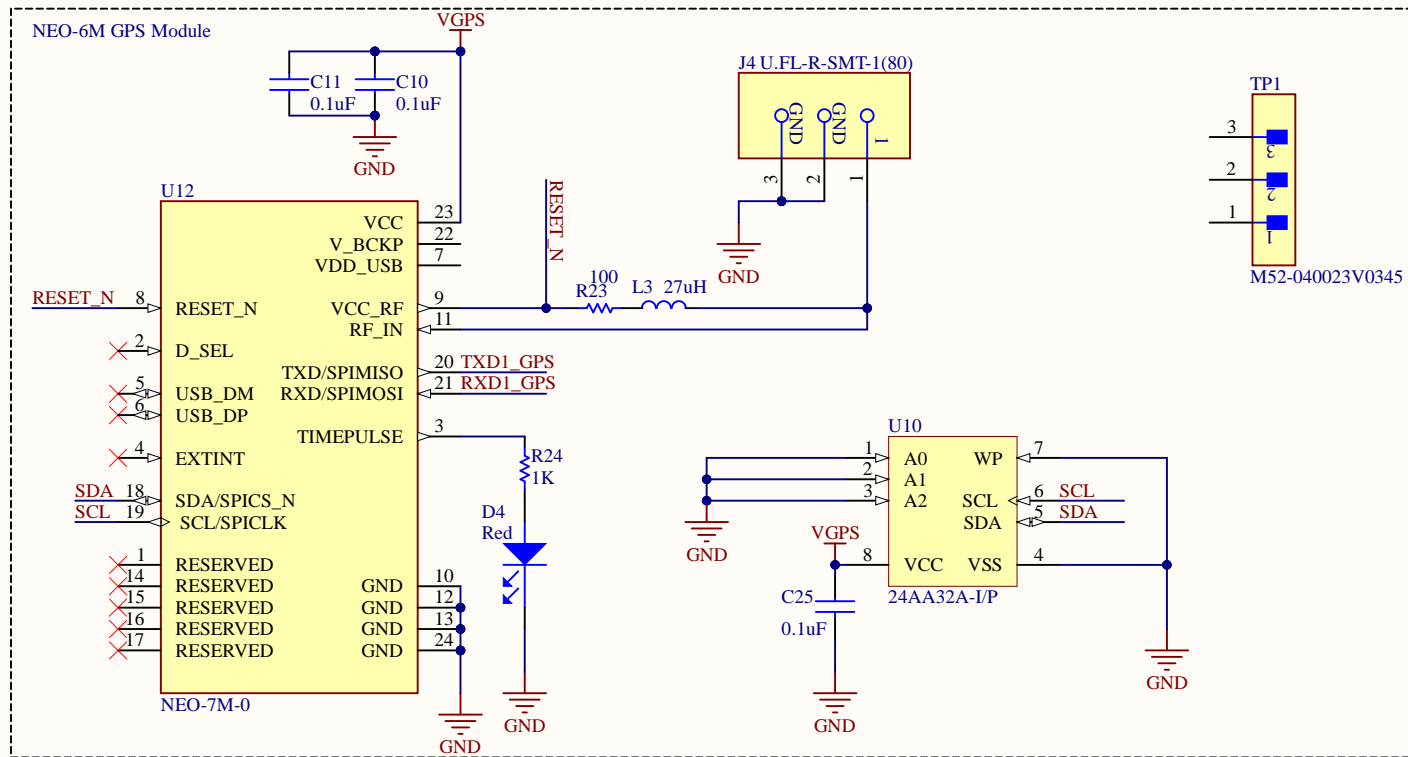 NEO-6M GPS Module
VGPS
C11
0.1uF
C10
0.1uF
GND
J4 U.FL-R-SMT-1(80)
GND
GND
1
3
2
1
GND
TP1
3
3
2
2
1
1
M52-040023V0345
U12
VCC 23
V_BCKP 22
VDD_USB 7
RESET_N 8 RESET_N
VCC_RF 9
RF_IN 11
RESET_N
100
R23
L3 27uH
2 D_SEL
TXD/SPIMISO 20 TXD1_GPS
5 USB_DM
RXD/SPIMOSI 21 RXD1_GPS
6 USB_DP
TIMEPULSE 3
4 EXTINT
R24
1K
SDA 18 SDA/SPICS_N
SCL 19 SCL/SPICLK
D4
Red
1 RESERVED
14 RESERVED
15 RESERVED
16 RESERVED
17 RESERVED
GND 10
GND 12
GND 13
GND 24
NEO-7M-0
GND
GND
U10
1 A0
2 A1
3 A2
WP 7
SCL 6 SCL
SDA 5 SDA
GND
VGPS
8 VCC
VSS 4
24AA32A-I/P
C25
0.1uF
GND
GND